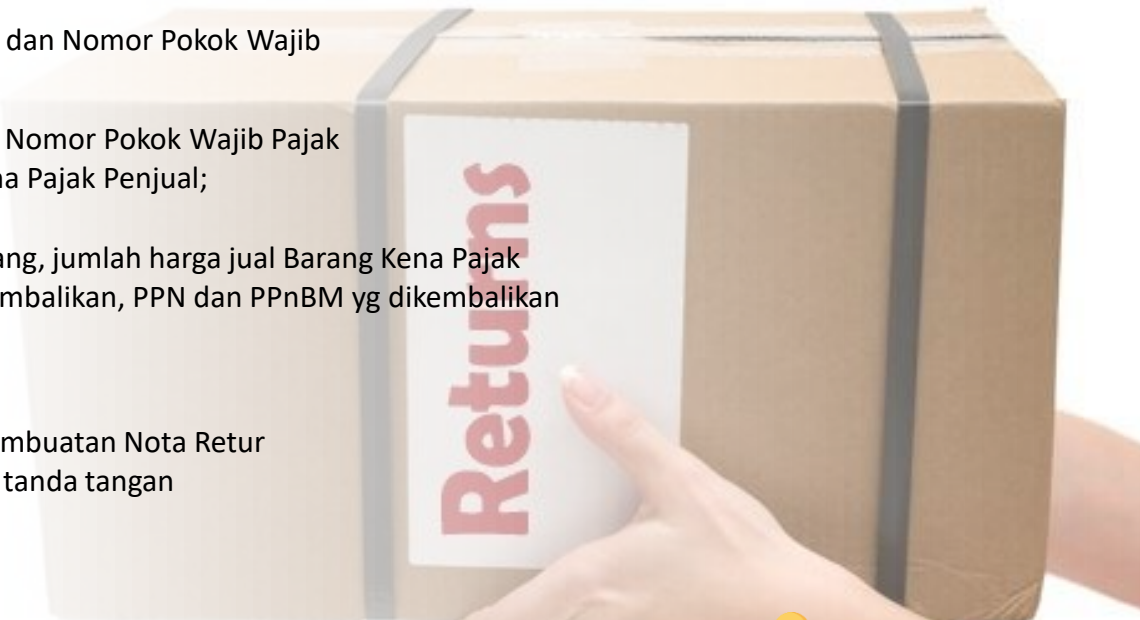 dan Nomor Pokok Wajib
Nomor Pokok Wajib Pajak
a Pajak Penjual;
ang, jumlah harga jual Barang Kena Pajak
mbalikan, PPN dan PPnBM yg dikembalikan
mbuatan Nota Retur
tanda tangan
Returns